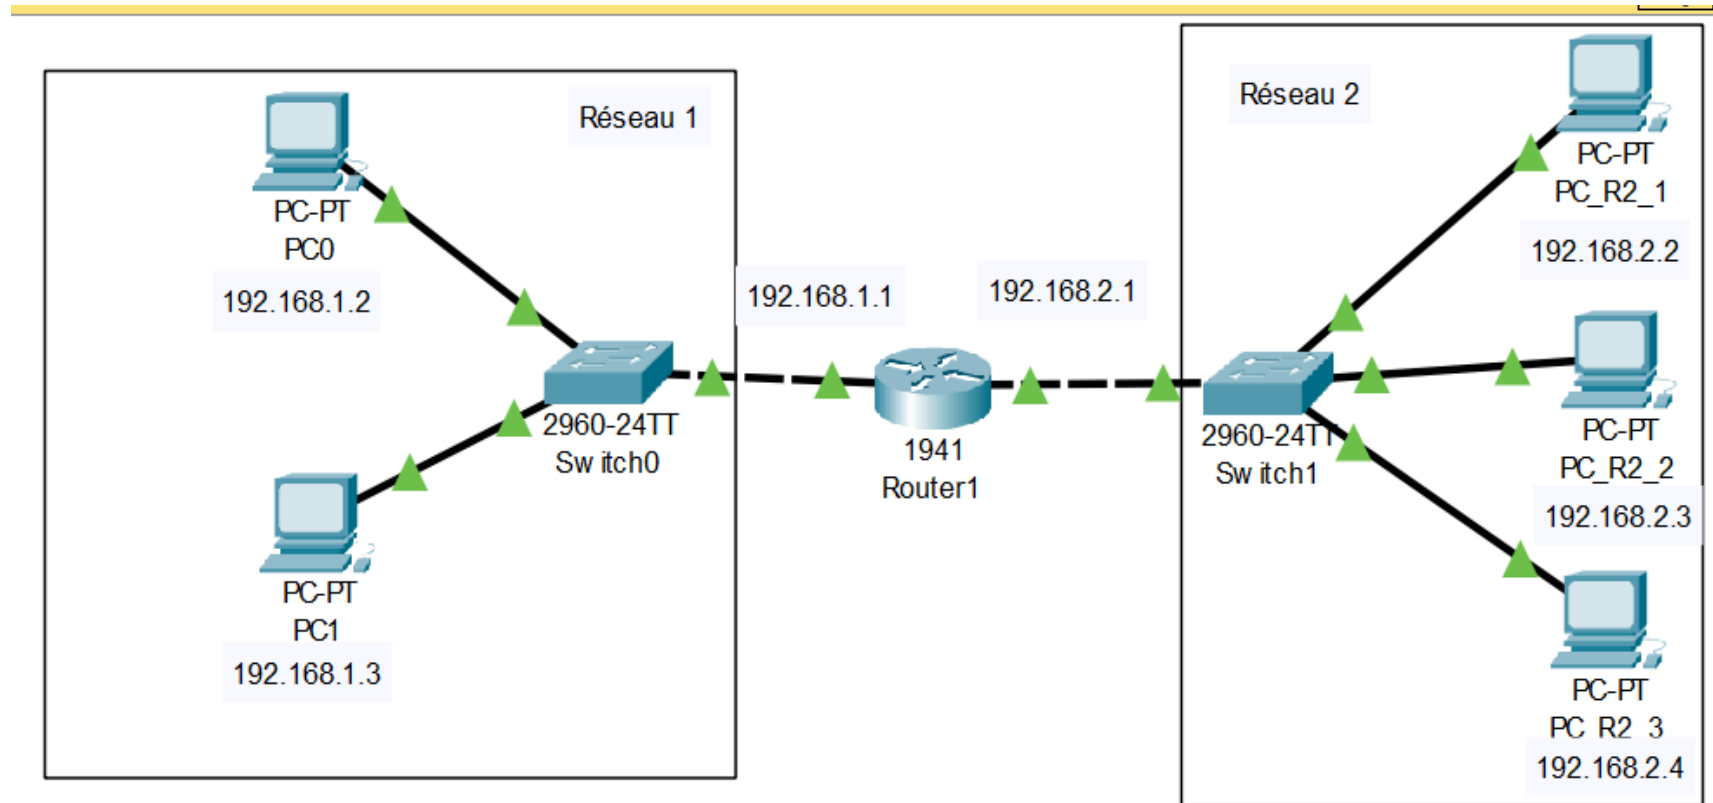 Réseau 1
PC-PT
PC0
192.168.1.2
2960-24TT
Switch0
PC-PT
PC1
192.168.1.3
192.168.1.1
192.168.2.1
1941
Router1
Réseau 2
2960-24TT
Switch1
PC-PT
PC_R2_1
192.168.2.2
PC-PT
PC_R2_2
192.168.2.3
PC-PT
PC_R2_3
192.168.2.4